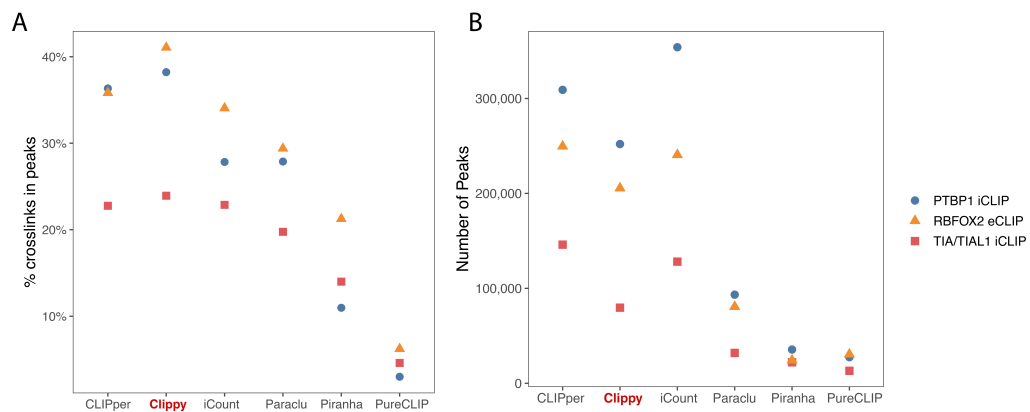 A
% crosslinks in peaks
40%
30%
20%
10%
CLIPper Clippy iCount Paraclu Piranha PureCLIP
B
Number of Peaks
300,000
200,000
100,000
0
CLIPper Clippy iCount Paraclu Piranha PureCLIP
PTBP1 iCLIP
RBFOX2 eCLIP
TIA/TIAL1 iCLIP